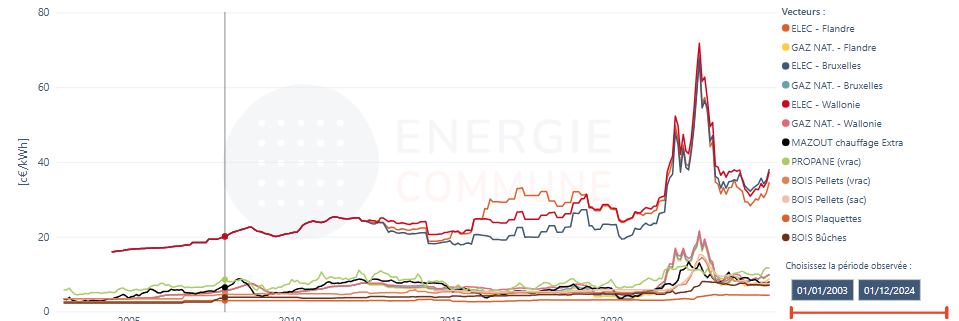 80
60
40
20
0
[c€/kWh]
2005
2010
2015
2020
ENERGIE
COMMUNE
Vecteurs :
ELEC - Flandre
GAZ NAT. - Flandre
ELEC - Bruxelles
GAZ NAT. - Bruxelles
ELEC - Wallonie
GAZ NAT. - Wallonie
MAZOUT chauffage Extra
PROPANE (vrac)
BOIS Pellets (vrac)
BOIS Pellets (sac)
BOIS Plaquettes
BOIS Bûches
Choisissez la période observée :
01/01/2003 01/12/2024